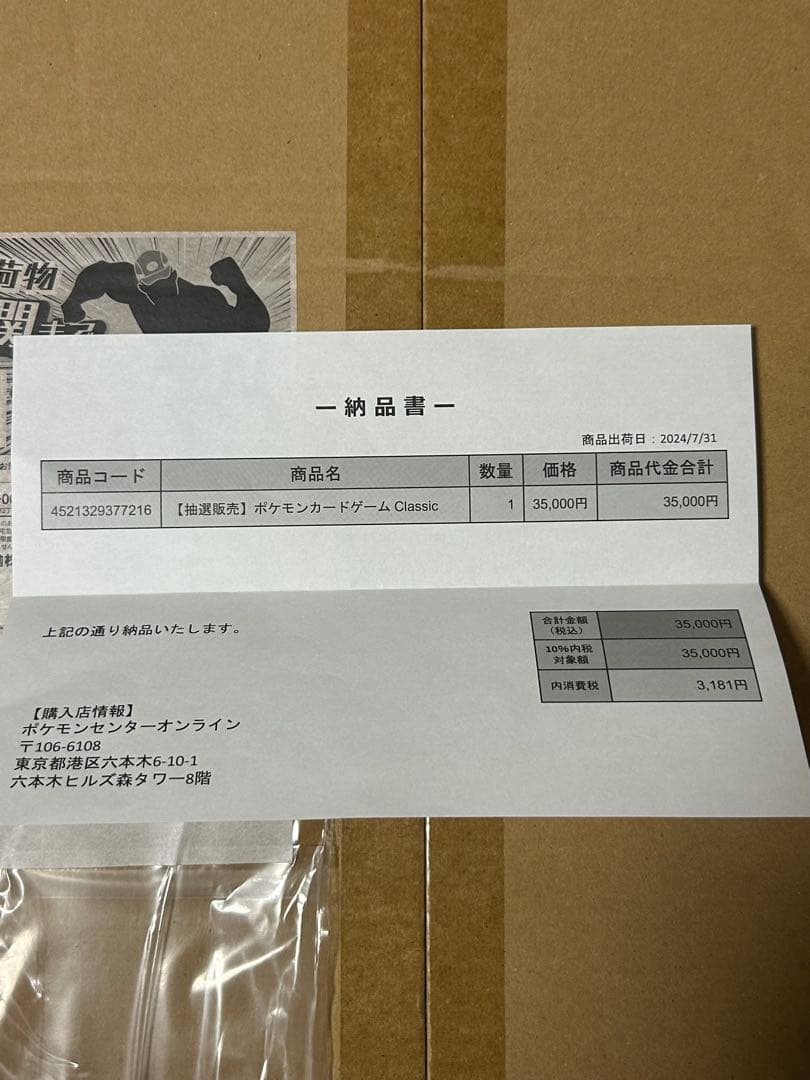 荷物
ー納品書ー
商品出荷日：2024/7/31
商品コード 商品名 数量 価格 商品代金合計
4521329377216 【抽選販売】ポケモンカードゲーム Classic 1 35,000円 35,000円
上記の通り納品いたします。
合計金額（税込） 35,000円
10%内税対象額 35,000円
内消費税 3,181円
【購入店情報】
ポケモンセンターオンライン
〒106-6108
東京都港区六本木6-10-1
六本木ヒルズ森タワー8階